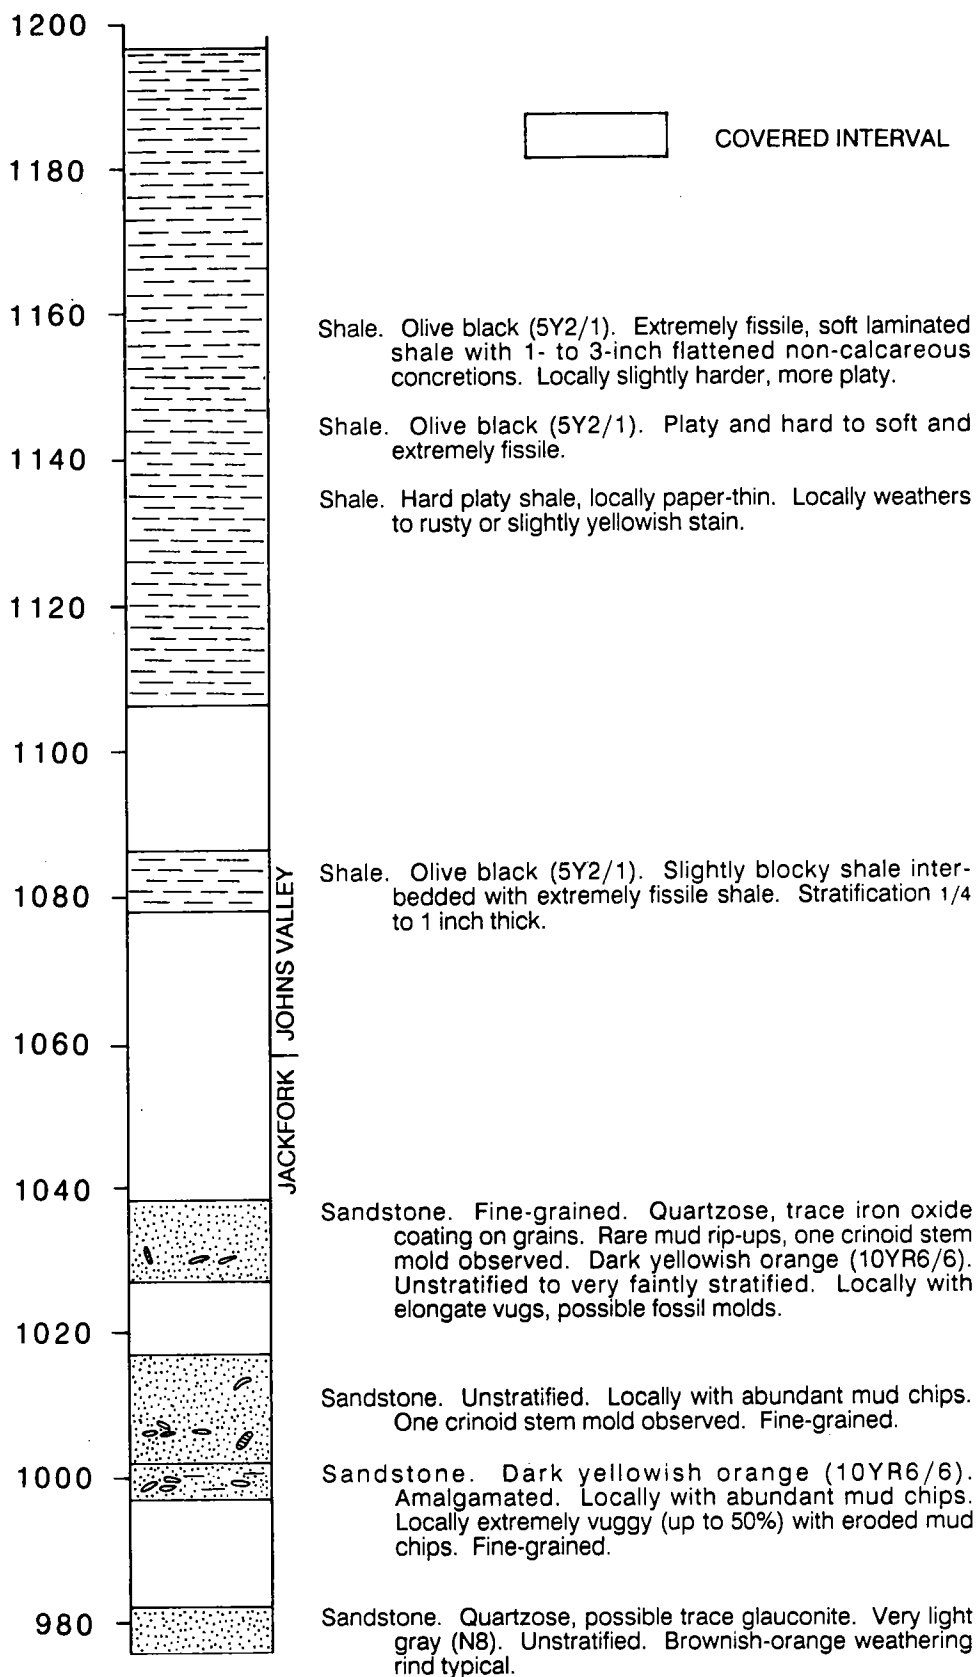 1200
COVERED INTERVAL
1180
1160
Shale. Olive black (5Y2/1). Extremely fissile, soft laminated
shale with 1- to 3-inch flattened non-calcareous
concretions. Locally slightly harder, more platy.
Shale. Olive black (5Y2/1). Platy and hard to soft and
extremely fissile.
1140
Shale. Hard platy shale, locally paper-thin. Locally weathers
to rusty or slightly yellowish stain.
1120
1100
Shale. Olive black (5Y2/1). Slightly blocky shale inter-
bedded with extremely fissile shale. Stratification 1/4
to 1 inch thick.
1080
JACKFORK | JOHNS VALLEY
1060
1040
Sandstone. Fine-grained. Quartzose, trace iron oxide
coating on grains. Rare mud rip-ups, one crinoid stem
mold observed. Dark yellowish orange (10YR6/6).
Unstratified to very faintly stratified. Locally with
elongate vugs, possible fossil molds.
1020
Sandstone. Unstratified. Locally with abundant mud chips.
One crinoid stem mold observed. Fine-grained.
1000
Sandstone. Dark yellowish orange (10YR6/6).
Amalgamated. Locally with abundant mud chips.
Locally extremely vuggy (up to 50%) with eroded mud
chips. Fine-grained.
980
Sandstone. Quartzose, possible trace glauconite. Very light
gray (N8). Unstratified. Brownish-orange weathering
rind typical.